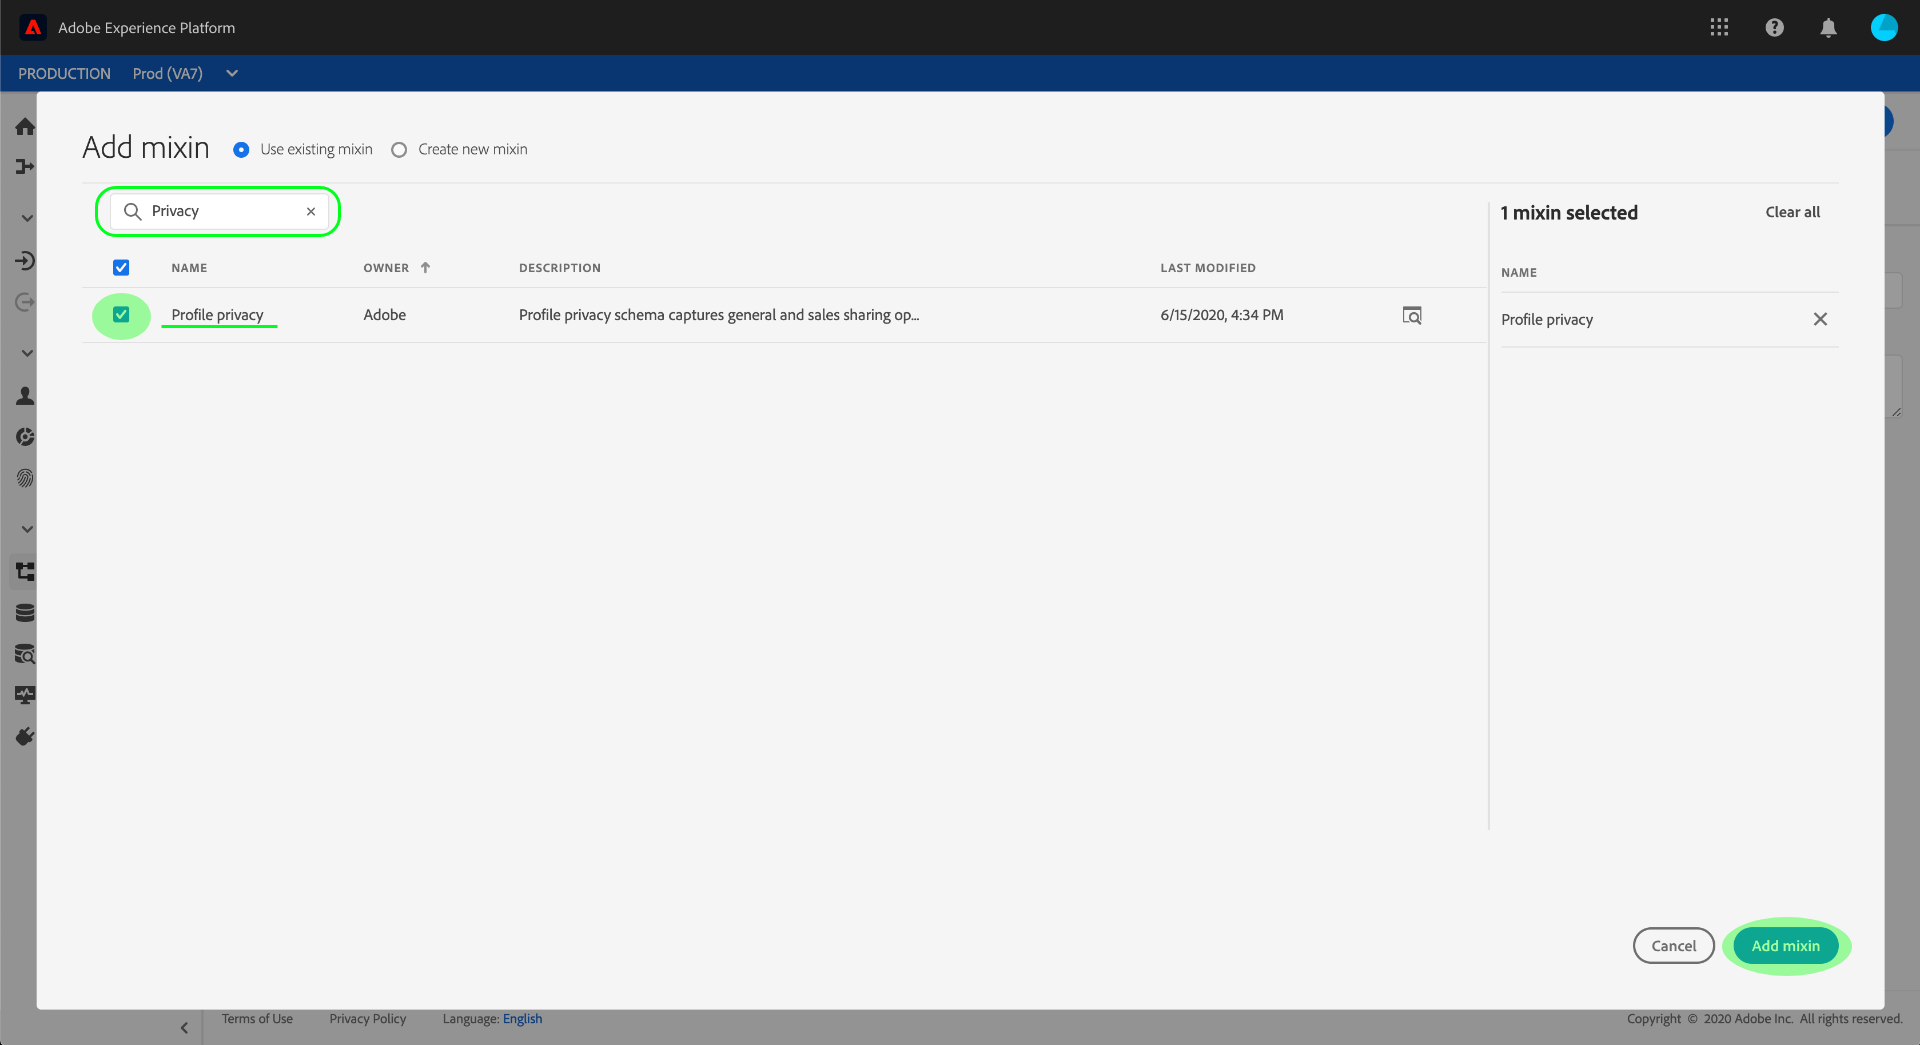 Adobe Experience Platform
PRODUCTION Prod (VA7)
Add mixin Use existing mixin Create new mixin
Privacy
1 mixin selected Clear all
NAME OWNER DESCRIPTION LAST MODIFIED
NAME
Profile privacy Adobe Profile privacy schema captures general and sales sharing op... 6/15/2020, 4:34 PM
Profile privacy
Cancel Add mixin
Terms of Use Privacy Policy Language: English Copyright © 2020 Adobe Inc. All rights reserved.